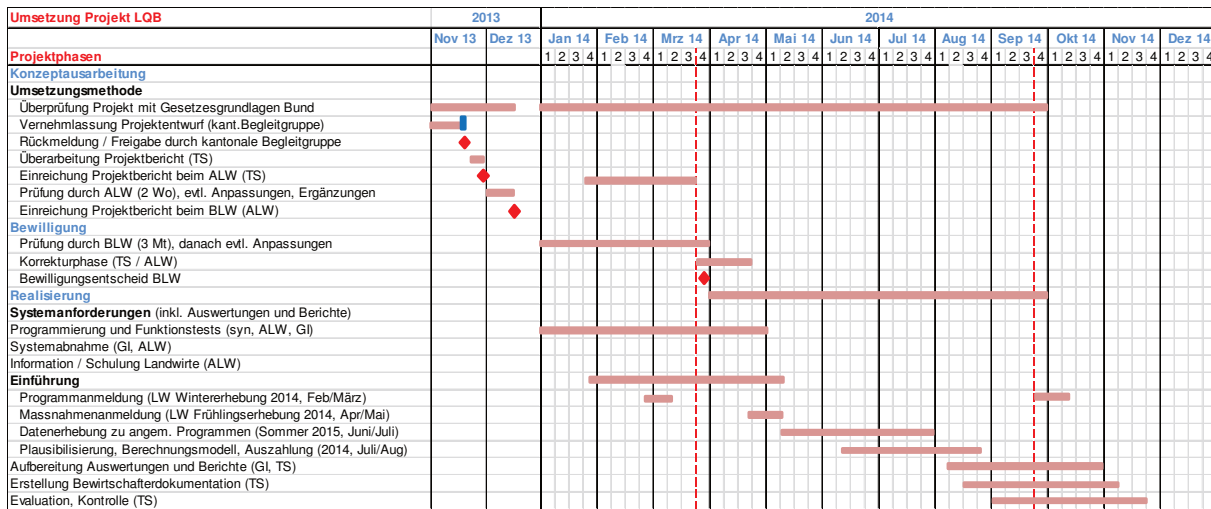 Umsetzung Projekt LQB 2013 2014
Nov 13 Dez 13 Jan 14 Feb 14 Mrz 14 Apr 14 Mai 14 Jun 14 Jul 14 Aug 14 Sep 14 Okt 14 Nov 14 Dez 14
Projektphasen 1 2 3 4 1 2 3 4 1 2 3 4 1 2 3 4 1 2 3 4 1 2 3 4 1 2 3 4 1 2 3 4 1 2 3 4 1 2 3 4 1 2 3 4 1 2 3 4
Konzeptausarbeitung
Umsetzungsmethode
Überprüfung Projekt mit Gesetzesgrundlagen Bund
Vernehmlassung Projektentwurf (kant.Begleitgruppe)
Rückmeldung / Freigabe durch kantonale Begleitgruppe
Überarbeitung Projektbericht (TS)
Einreichung Projektbericht beim ALW (TS)
Prüfung durch ALW (2 Wo), evtl. Anpassungen, Ergänzungen
Einreichung Projektbericht beim BLW (ALW)
Bewilligung
Prüfung durch BLW (3 Mt), danach evtl. Anpassungen
Korrekturphase (TS / ALW)
Bewilligungsentscheid BLW
Realisierung
Systemanforderungen (inkl. Auswertungen und Berichte)
Programmierung und Funktionstests (syn, ALW, GI)
Systemabnahme (GI, ALW)
Information / Schulung Landwirte (ALW)
Einführung
Programmanmeldung (LW Wintererhebung 2014, Feb/März)
Massnahmenanmeldung (LW Frühlingserhebung 2014, Apr/Mai)
Datenerhebung zu angem. Programmen (Sommer 2015, Juni/Juli)
Plausibilisierung, Berechnungsmodell, Auszahlung (2014, Juli/Aug)
Aufbereitung Auswertungen und Berichte (GI, TS)
Erstellung Bewirtschafterdokumentation (TS)
Evaluation, Kontrolle (TS)